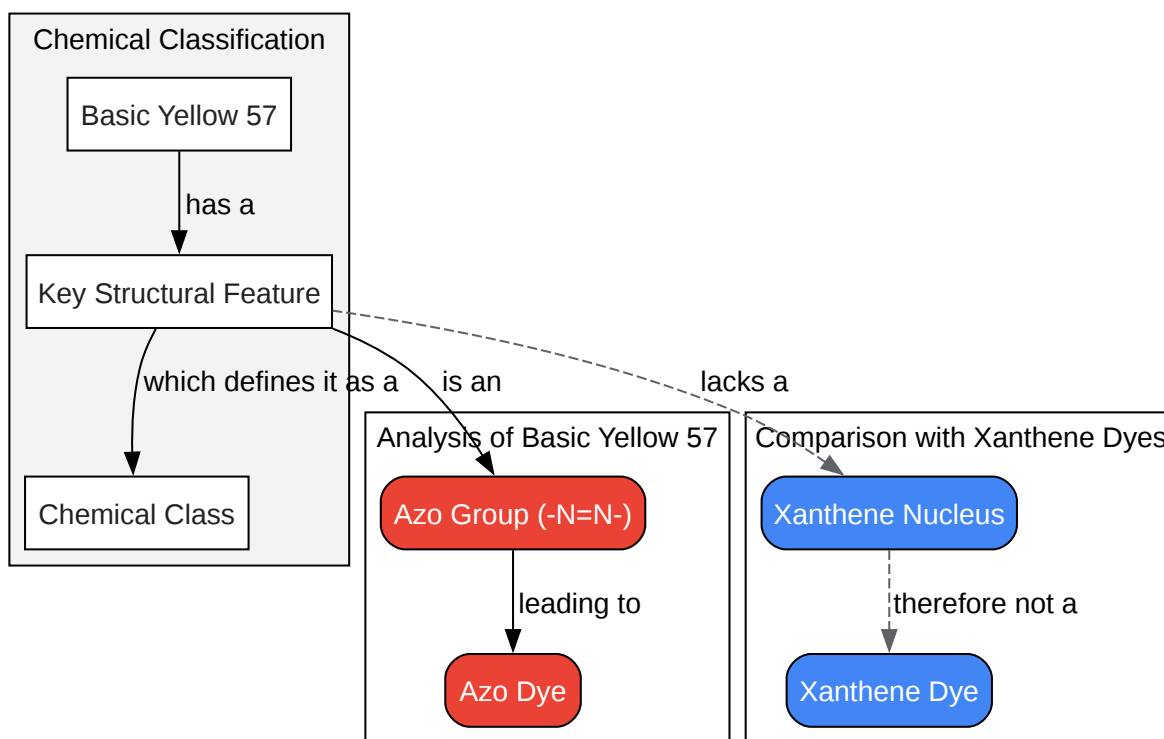 Chemical Classification
Basic Yellow 57
has a
Key Structural Feature
which defines it as a
is an
lacks a
Chemical Class
Analysis of Basic Yellow 57
Azo Group (-N=N-)
leading to
Azo Dye
Comparison with Xanthene Dyes
Xanthene Nucleus
therefore not a
Xanthene Dye